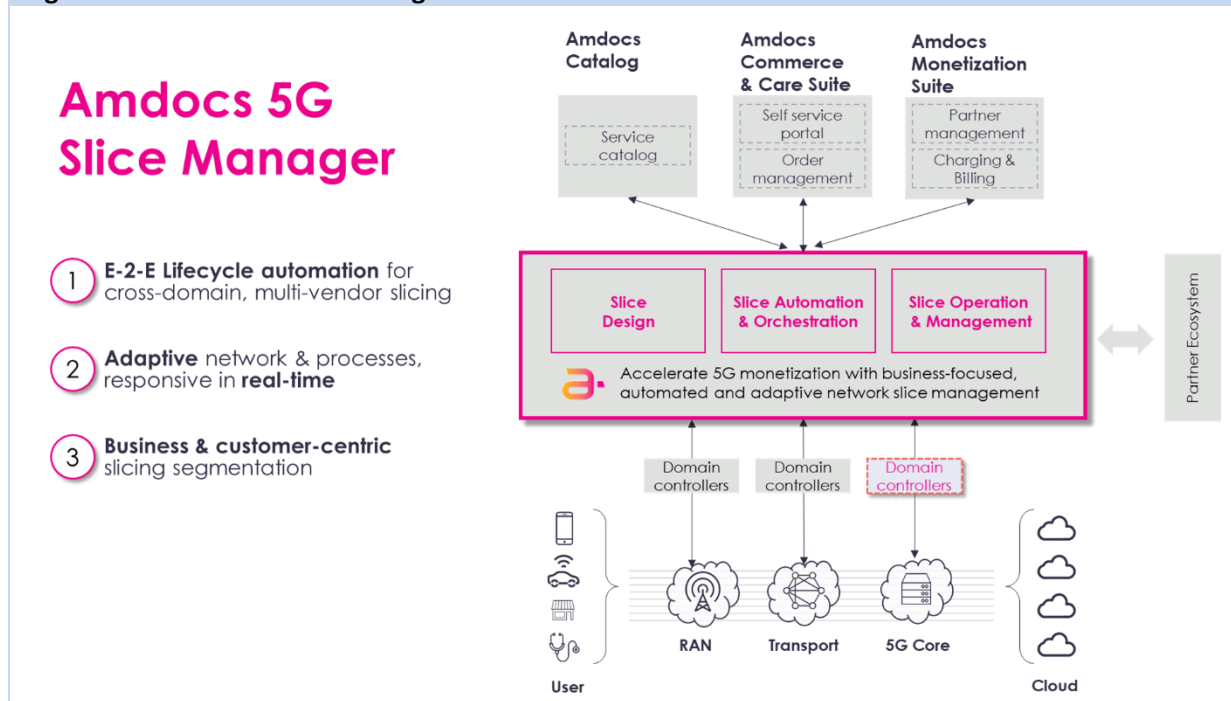 Amdocs 5G
Slice Manager
1
E-2-E Lifecycle automation for
cross-domain, multi-vendor slicing
2
Adaptive network & processes,
responsive in real-time
3
Business & customer-centric
slicing segmentation
Amdocs
Catalog
Service
catalog
Amdocs
Commerce
& Care Suite
Self service
portal
Order
management
Amdocs
Monetization
Suite
Partner
management
Charging &
Billing
Slice
Design
Slice Automation
& Orchestration
Slice Operation
& Management
Accelerate 5G monetization with business-focused,
automated and adaptive network slice management
Partner Ecosystem
Domain
controllers
Domain
controllers
Domain
controllers
RAN
Transport
5G Core
User
Cloud